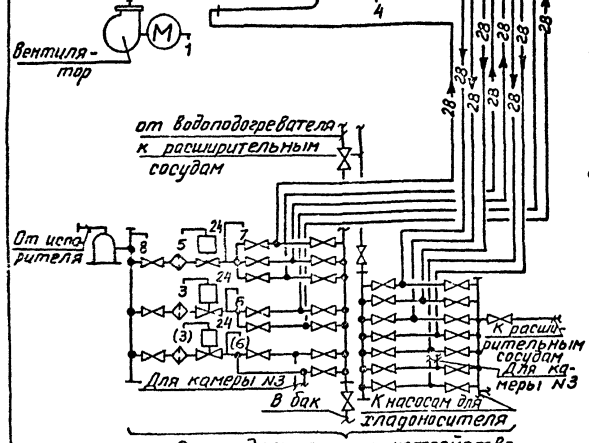 4
М
1
Вентиля-
тор
28
28
28
28
28
28
28
28
от водоподогревателя
к расширительным
сосудам
От испа-
рителя
8
5
24
7
24
3
6
24
(3)
(6)
Для камеры N3
В бак
К насосам для
хладоносителя
К расши-
рительным
сосудам
Для ка-
меры N3